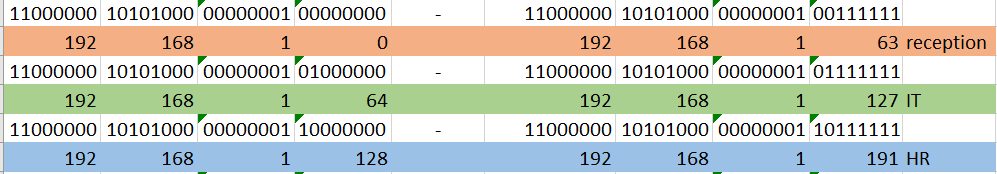 11000000 10101000 00000001 00000000 - 11000000 10101000 00000001 00111111
192 168 1 0 192 168 1 63 reception
11000000 10101000 00000001 01000000 - 11000000 10101000 00000001 01111111
192 168 1 64 192 168 1 127 IT
11000000 10101000 00000001 10000000 - 11000000 10101000 00000001 10111111
192 168 1 128 192 168 1 191 HR